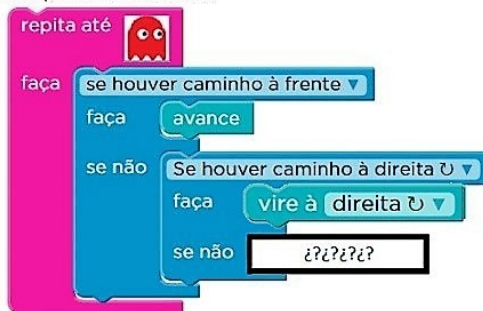 repita até
faça se houver caminho à frente ▼
faça avance
se não Se houver caminho à direita ↻ ▼
faça vire à direita ↻ ▼
se não ¿?¿?¿?¿?